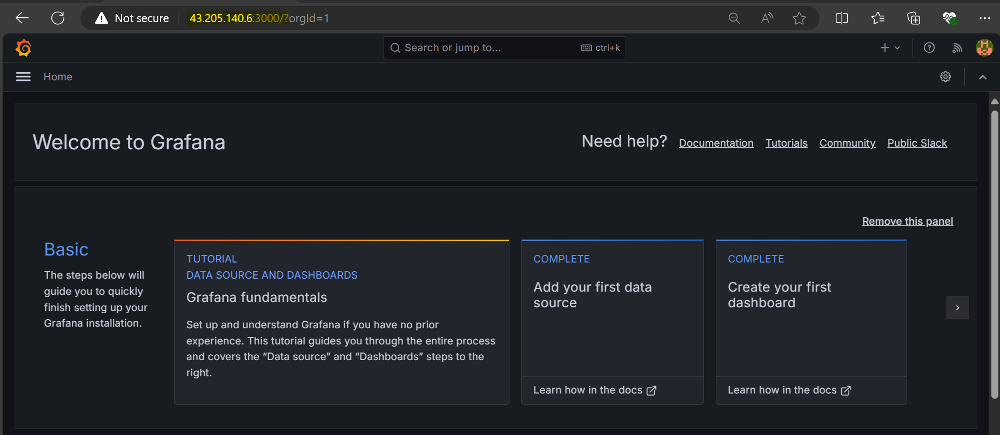 Not secure
43.205.140.6:3000/?orgId=1
Search or jump to...
ctrl+k
Home
Welcome to Grafana
Need help?
Documentation
Tutorials
Community
Public Slack
Remove this panel
Basic
The steps below will
guide you to quickly
finish setting up your
Grafana installation.
TUTORIAL
DATA SOURCE AND DASHBOARDS
Grafana fundamentals
Set up and understand Grafana if you have no prior
experience. This tutorial guides you through the entire process
and covers the “Data source” and “Dashboards” steps to the
right.
COMPLETE
Add your first data
source
Learn how in the docs
COMPLETE
Create your first
dashboard
Learn how in the docs